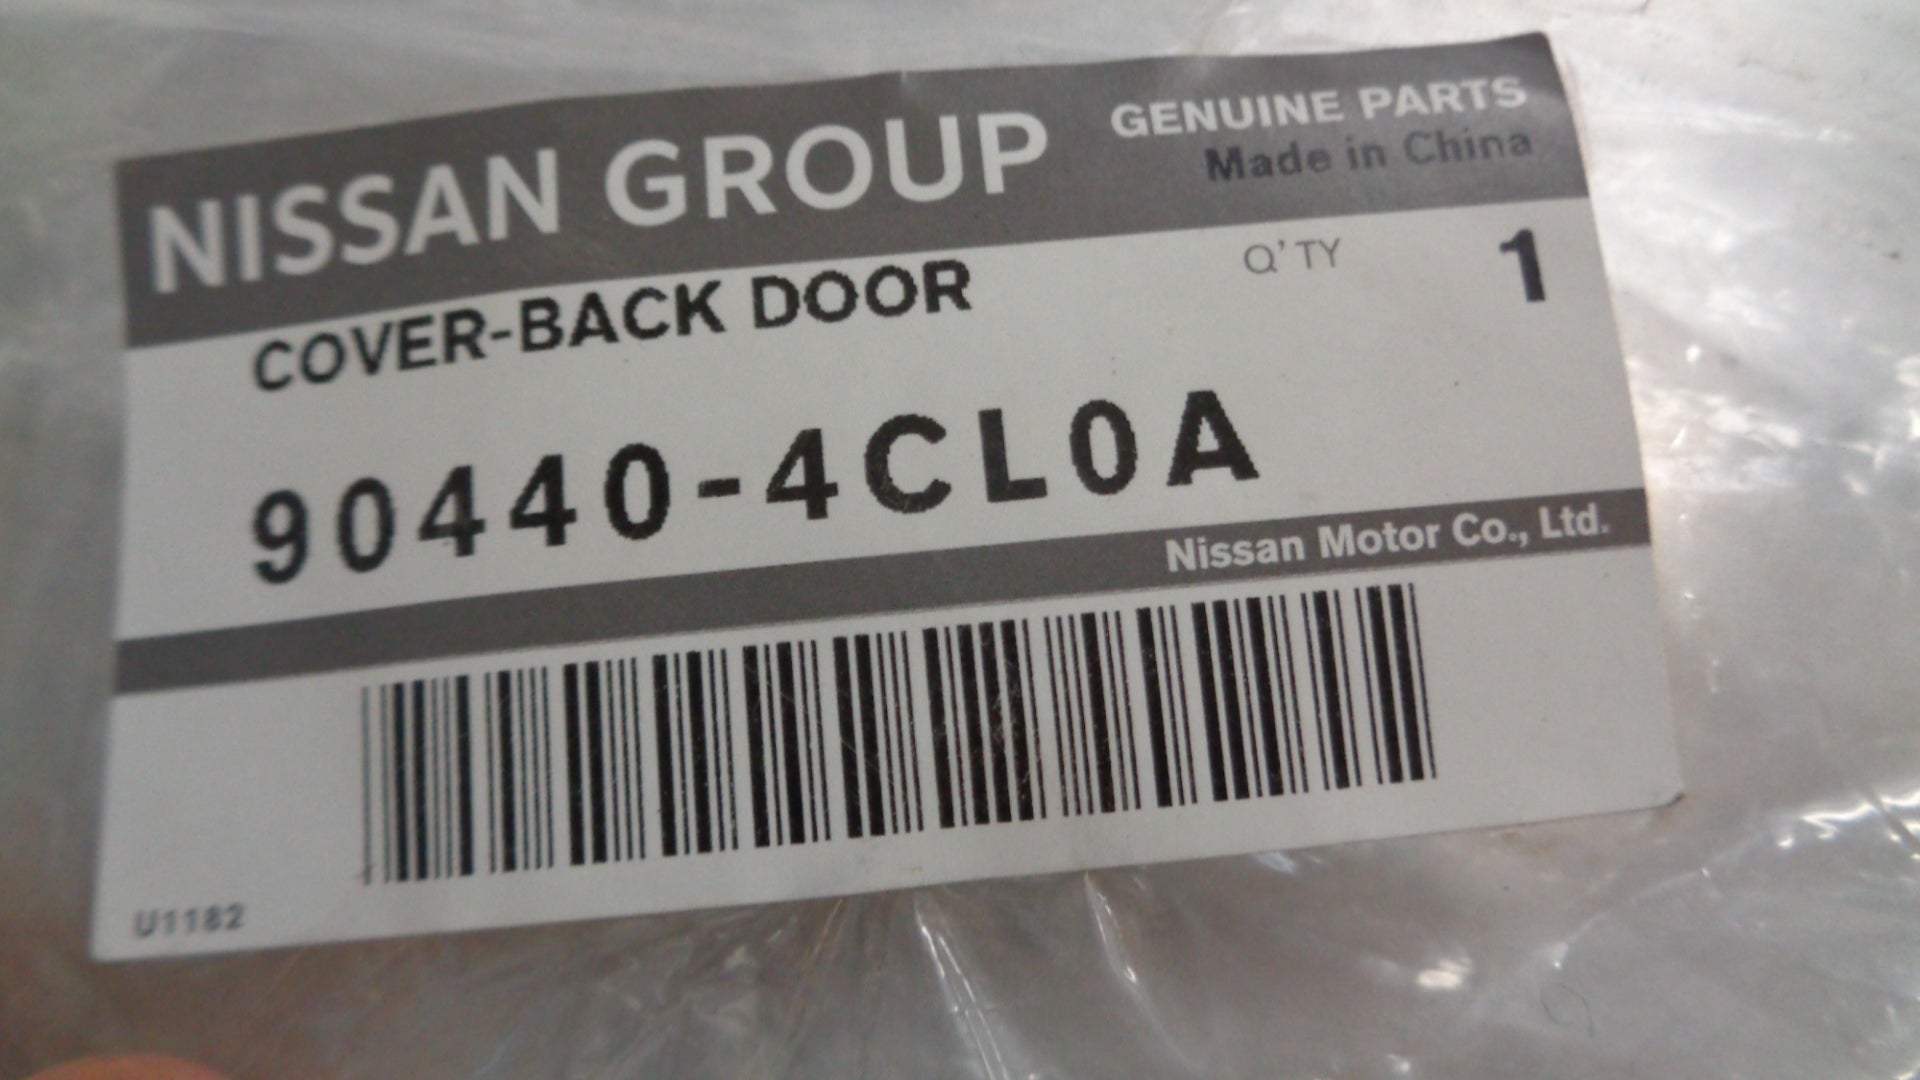 NISSAN GROUP
GENUINE PARTS
Made in China
COVER-BACK DOOR
Q'TY 1
90440-4CL0A
Nissan Motor Co., Ltd.
U1182